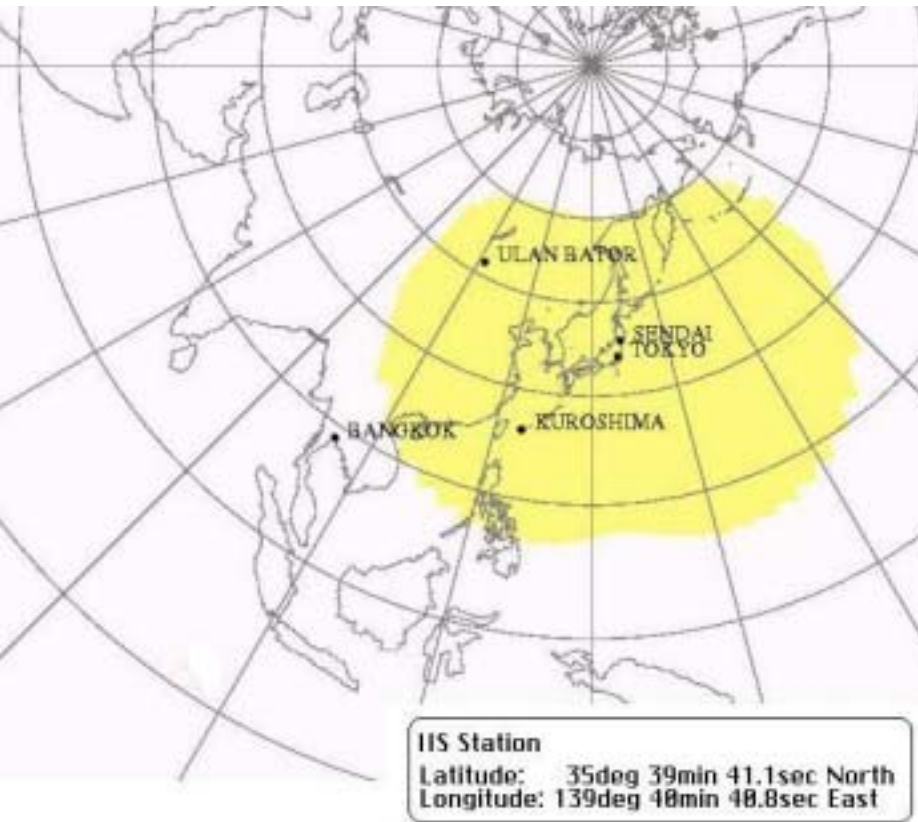 ULAN BATOR
SENDAI
TOKYO
KUROSHIMA
BANGKOK
IIS Station
Latitude: 35deg 39min 41.1sec North
Longitude: 139deg 40min 40.8sec East